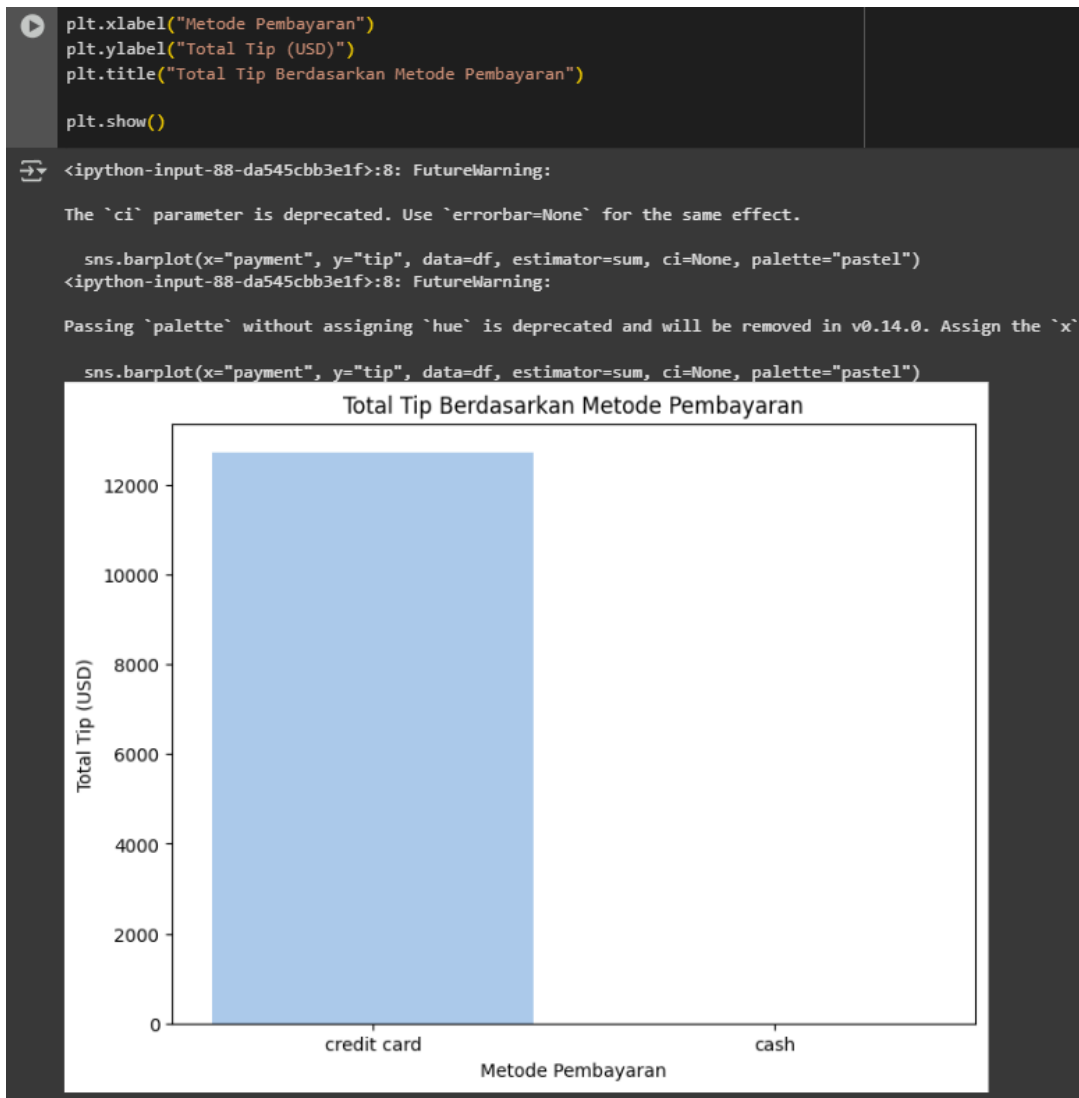 plt.xlabel("Metode Pembayaran")
plt.ylabel("Total Tip (USD)")
plt.title("Total Tip Berdasarkan Metode Pembayaran")
plt.show()
<ipython-input-88-da545cbb3e1f>:8: FutureWarning:
The `ci` parameter is deprecated. Use `errorbar=None` for the same effect.
sns.barplot(x="payment", y="tip", data=df, estimator=sum, ci=None, palette="pastel")
<ipython-input-88-da545cbb3e1f>:8: FutureWarning:
Passing `palette` without assigning `hue` is deprecated and will be removed in v0.14.0. Assign the `x`
sns.barplot(x="payment", y="tip", data=df, estimator=sum, ci=None, palette="pastel")
Total Tip Berdasarkan Metode Pembayaran
12000
10000
8000
6000
4000
2000
0
Total Tip (USD)
credit card cash
Metode Pembayaran